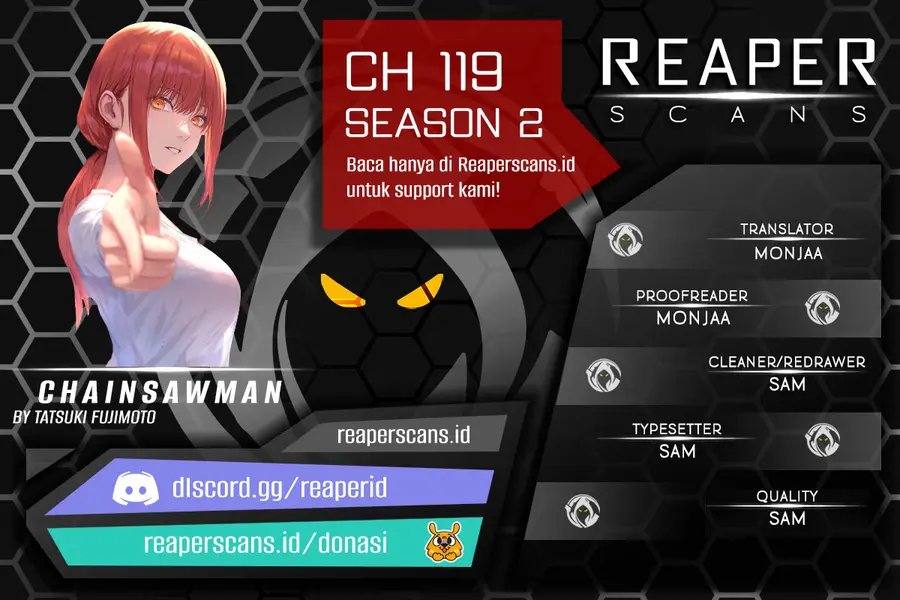 CH 119
SEASON 2
Baca hanya di Reaperscans.id
untuk support kami!
REAPER
SCANS
TRANSLATOR
MONJAA
PROOFREADER
MONJAA
CLEANER/REDRAWER
SAM
TYPESETTER
SAM
QUALITY
SAM
CHAINSAWMAN
BY TATSUKI FUJIMOTO
reaperscans.id
dIscord.gg/reaperid
reaperscans.id/donasi